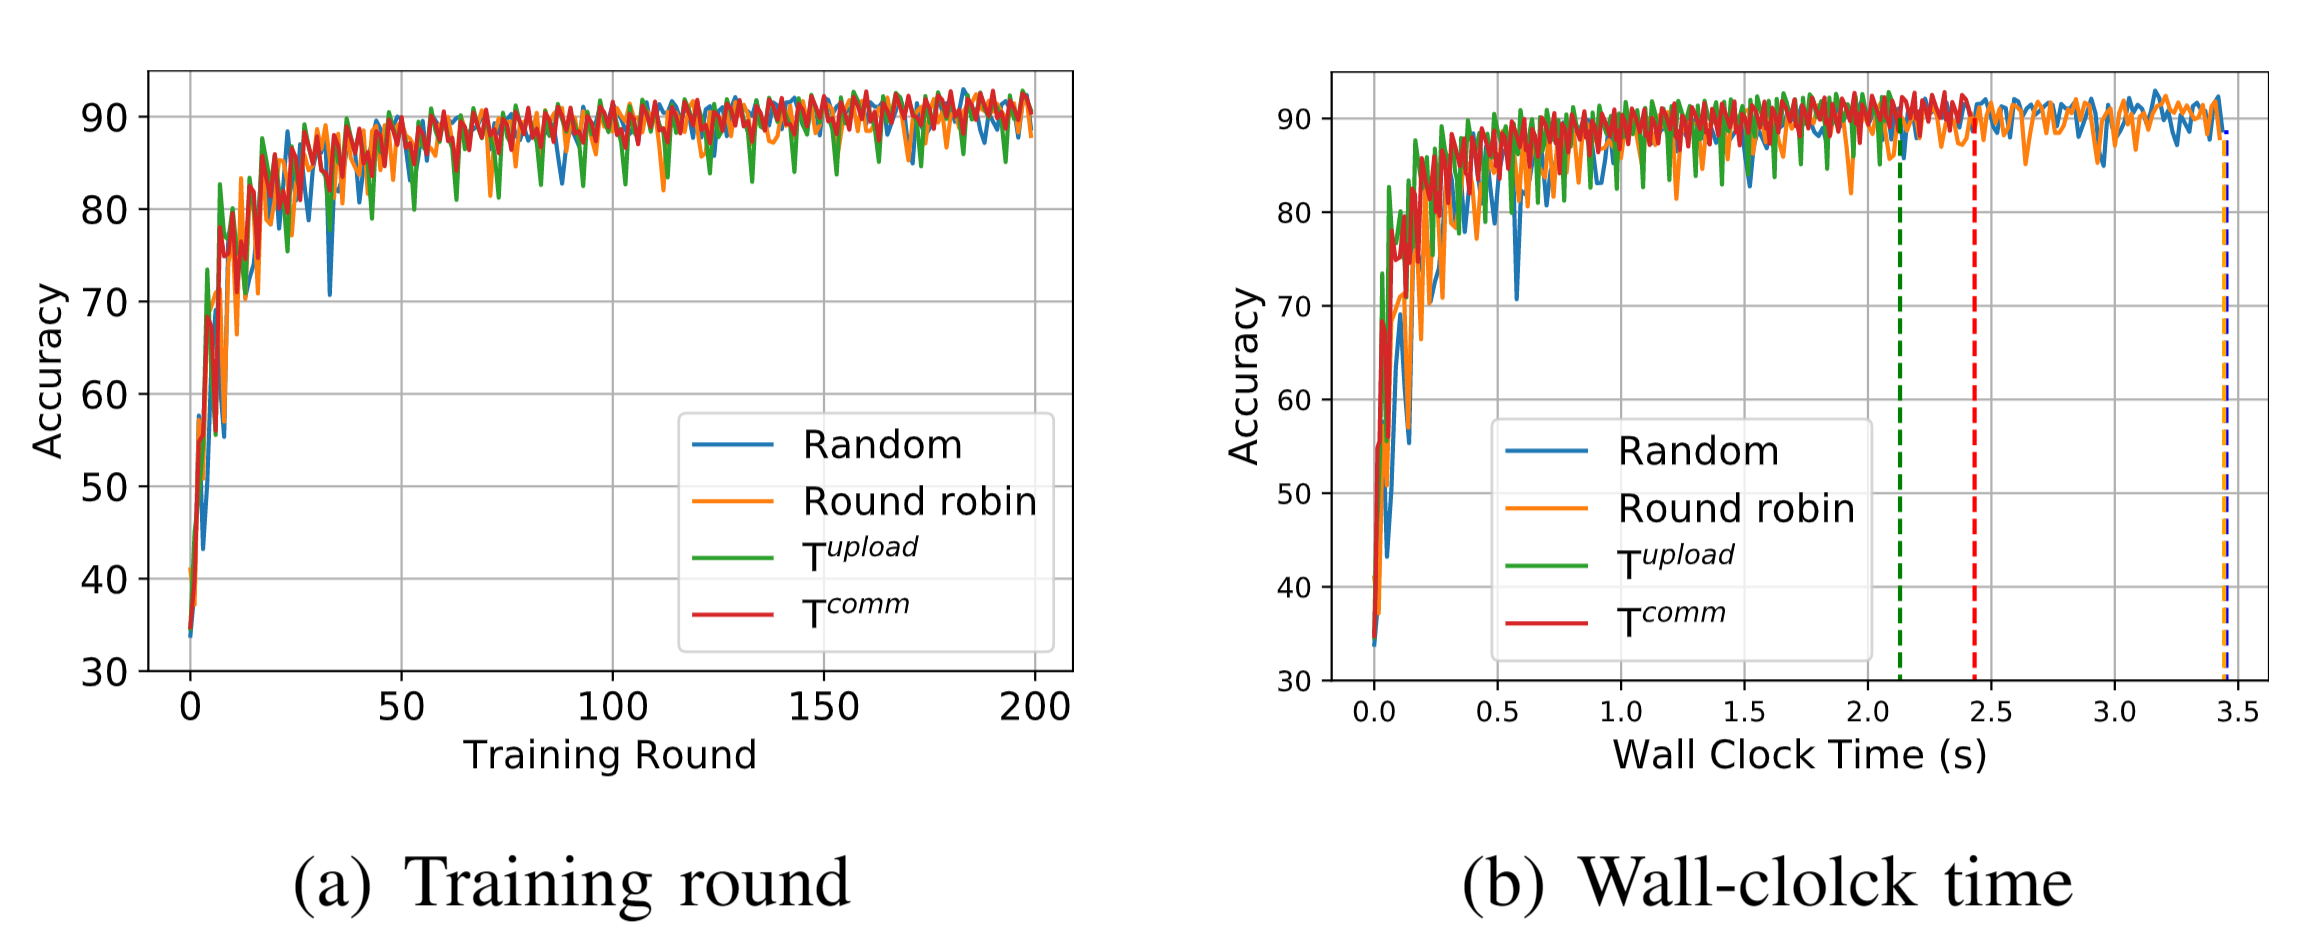 90
80
70
60
50
40
30
Accuracy
0 50 100 150 200
Training Round
Random
Round robin
T^upload
T^comm
(a) Training round
90
80
70
60
50
40
30
Accuracy
0.0 0.5 1.0 1.5 2.0 2.5 3.0 3.5
Wall Clock Time (s)
Random
Round robin
T^upload
T^comm
(b) Wall-clolck time